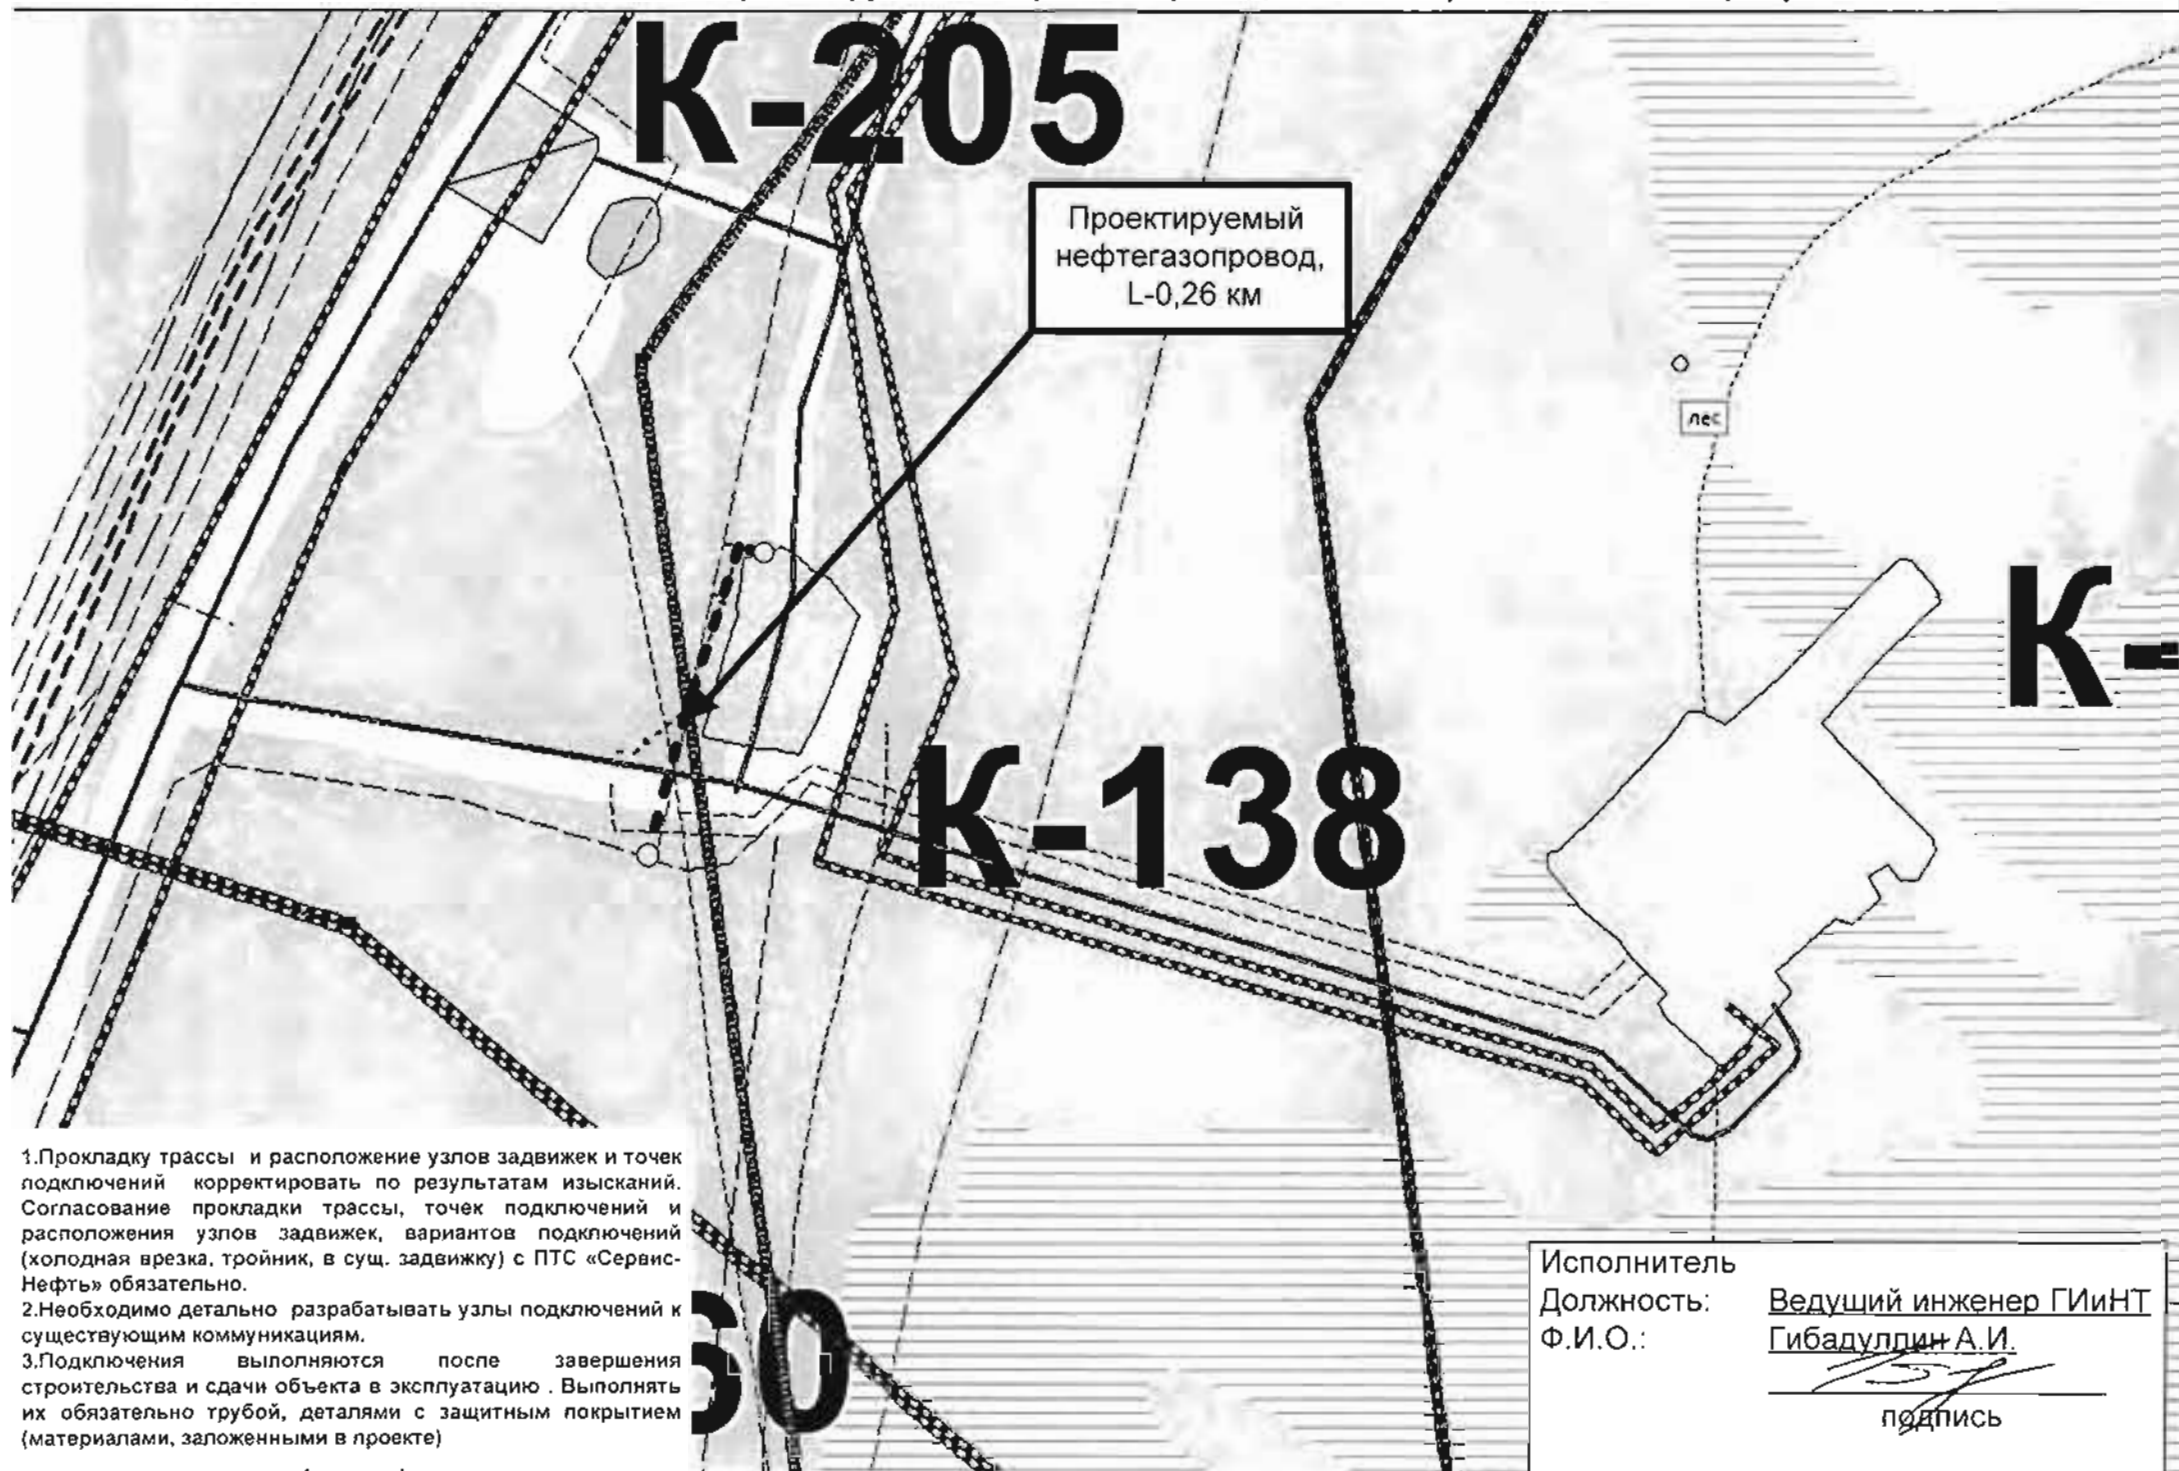 К-205
Проектируемый
нефтегазопровод,
L-0,26 км
лес
К-
К-138
1.Прокладку трассы и расположение узлов задвижек и точек
подключений корректировать по результатам изысканий.
Согласование прокладки трассы, точек подключений и
расположения узлов задвижек, вариантов подключений
(холодная врезка, тройник, в сущ. задвижку) с ПТС «Сервис-
Нефть» обязательно.
2.Необходимо детально разрабатывать узлы подключений к
существующим коммуникациям.
3.Подключения выполняются после завершения
строительства и сдачи объекта в эксплуатацию . Выполнять
их обязательно трубой, деталями с защитным покрытием
(материалами, заложенными в проекте)
60
Исполнитель
Должность: Ведущий инженер ГИиНТ
Ф.И.О.: Гибадуллин А.И.
подпись